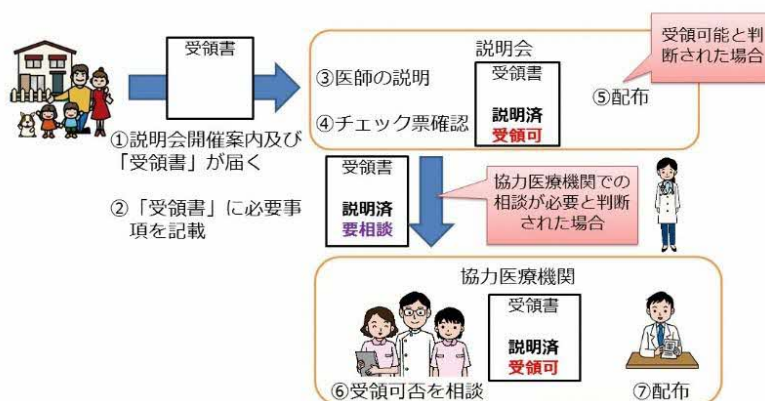 受領書
①説明会開催案内及び
「受領書」が届く
②「受領書」に必要事
項を記載
説明会
③医師の説明
④チェック票確認
受領書
説明済
受領可
⑤配布
受領可能と判
断された場合
受領書
説明済
要相談
協力医療機関での
相談が必要と判断
された場合
協力医療機関
受領書
説明済
受領可
⑥受領可否を相談
⑦配布